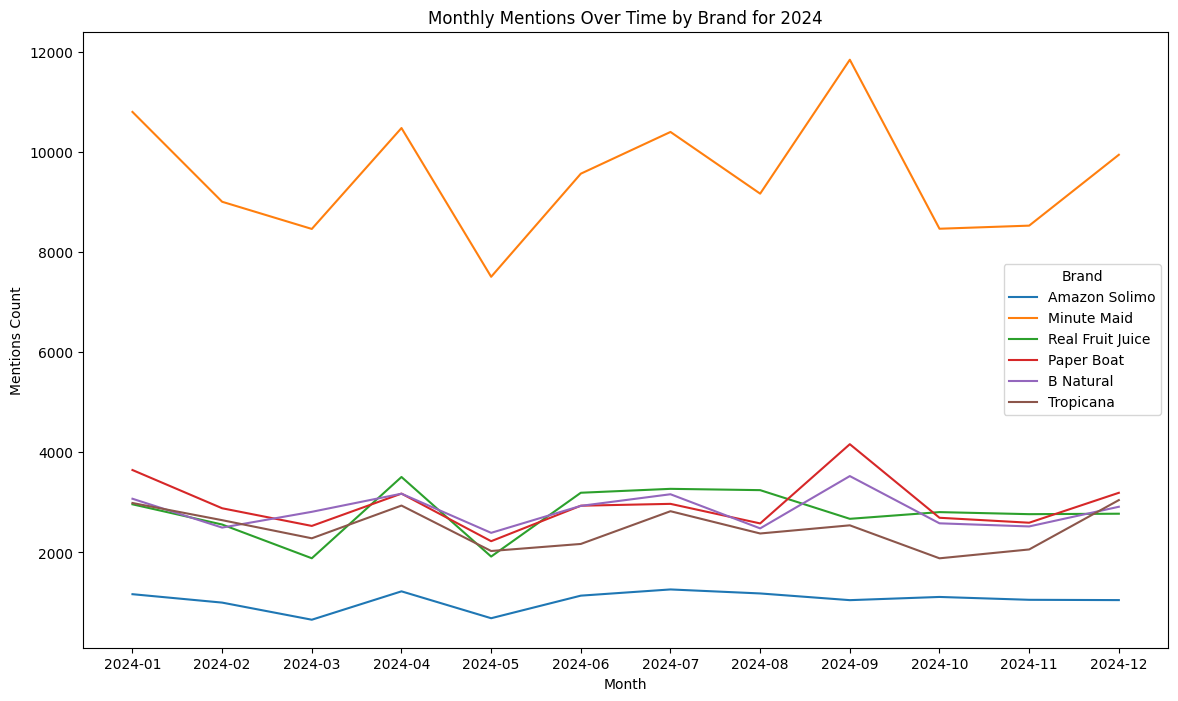 Monthly Mentions Over Time by Brand for 2024
Mentions Count
12000
10000
8000
6000
4000
2000
Brand
Amazon Solimo
Minute Maid
Real Fruit Juice
Paper Boat
B Natural
Tropicana
2024-01 2024-02 2024-03 2024-04 2024-05 2024-06 2024-07 2024-08 2024-09 2024-10 2024-11 2024-12
Month